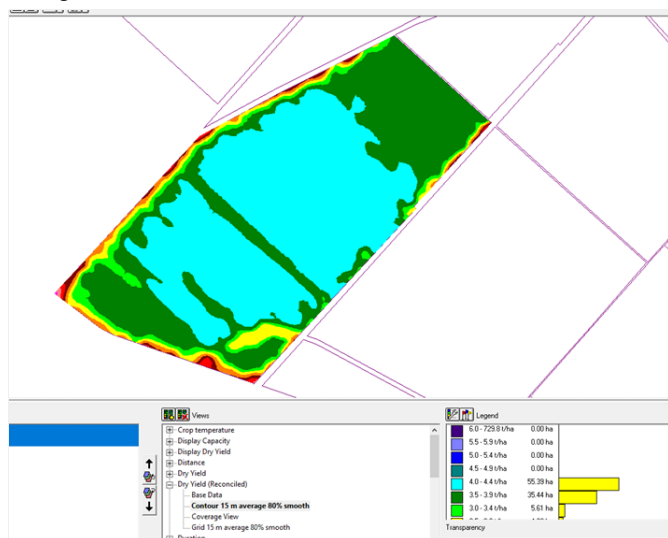 Views
Crop temperature
Display Capacity
Display Dry Yield
Distance
Dry Yield
Dry Yield (Reconciled)
Base Data
Contour 15 m average 80% smooth
Coverage View
Grid 15 m average 80% smooth
Duration
Legend
6.0 - 729.8 t/ha 0.00 ha
5.5 - 5.9 t/ha 0.00 ha
5.0 - 5.4 t/ha 0.00 ha
4.5 - 4.9 t/ha 0.00 ha
4.0 - 4.4 t/ha 55.39 ha
3.5 - 3.9 t/ha 35.44 ha
3.0 - 3.4 t/ha 5.61 ha
Transparency